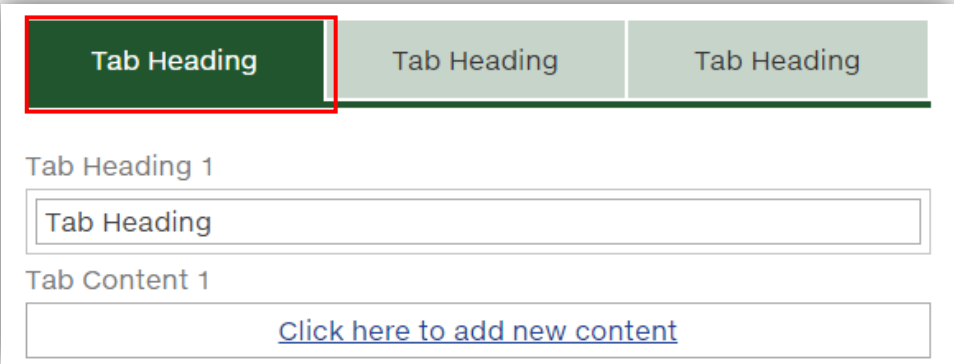 Tab Heading Tab Heading Tab Heading
Tab Heading 1
Tab Heading
Tab Content 1
Click here to add new content